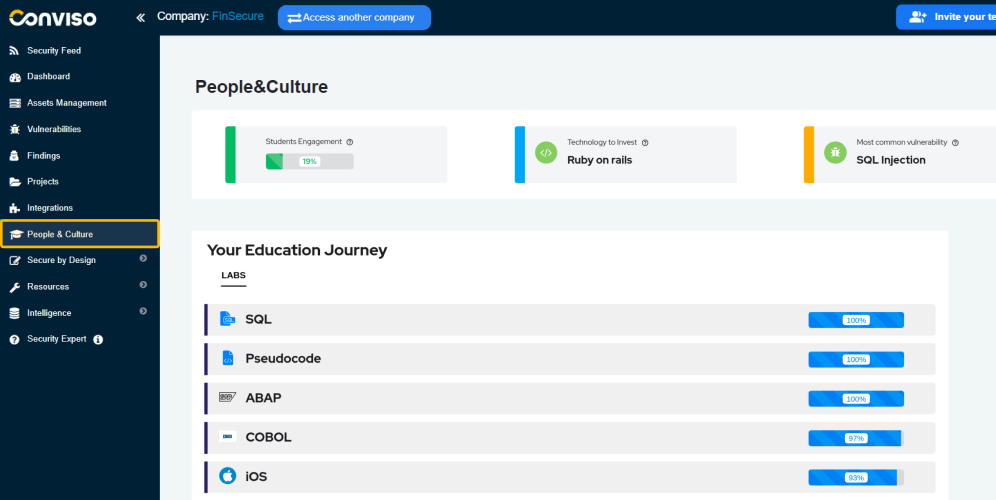 Conviso
Company: FinSecure
Access another company
Invite your te
Security Feed
Dashboard
Assets Management
Vulnerabilities
Findings
Projects
Integrations
People & Culture
Secure by Design
Resources
Intelligence
Security Expert
People&Culture
Students Engagement
19%
Technology to Invest
Ruby on rails
Most common vulnerability
SQL Injection
Your Education Journey
LABS
SQL
100%
Pseudocode
100%
ABAP
100%
COBOL
97%
iOS
93%